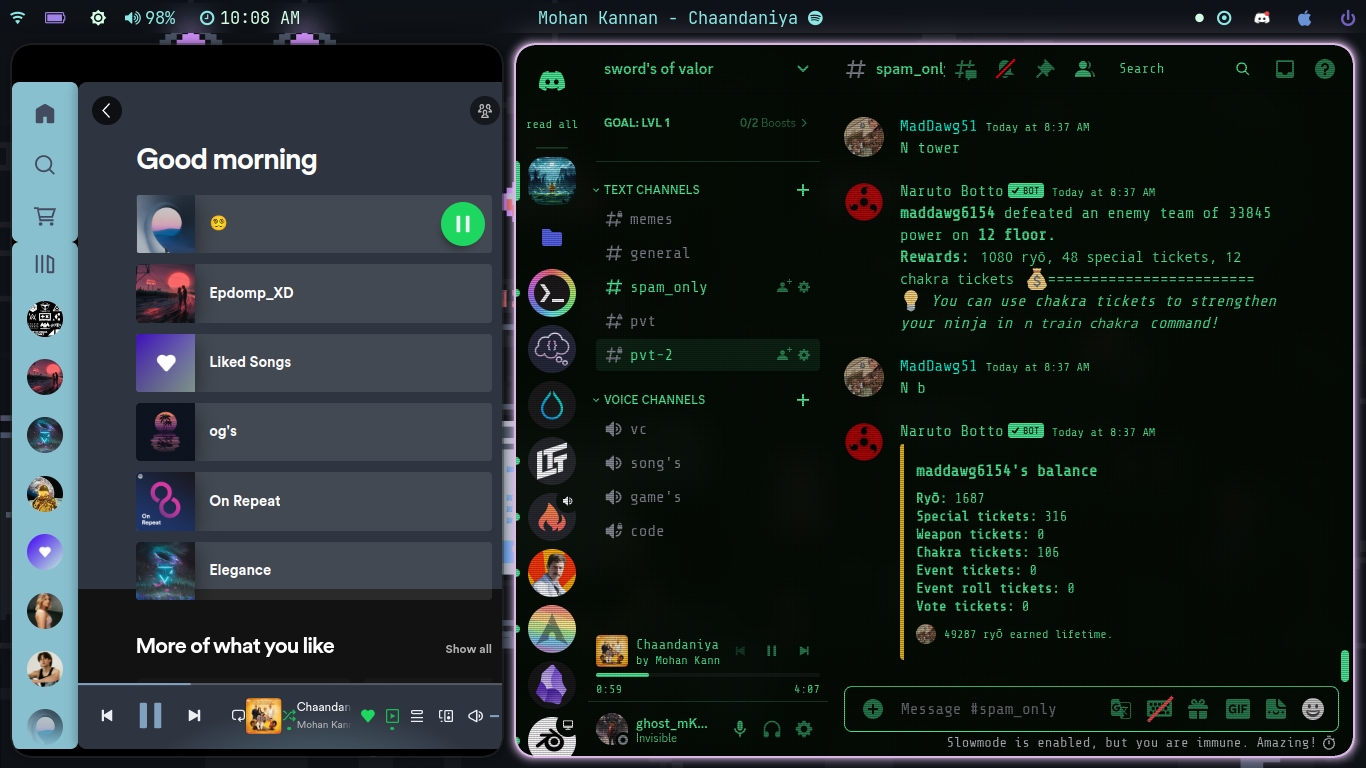 98%
10:08 AM
Mohan Kannan - Chaandaniya
Good morning
Epdomp_XD
Liked Songs
og's
On
Repeat
On Repeat
Elegance
More of what you like
Show all
Chaandan
Mohan Kan
sword's of valor
read all
GOAL: LVL 1
0/2 Boosts
TEXT CHANNELS
memes
general
spam_only
pvt
pvt-2
VOICE CHANNELS
vc
song's
game's
code
Chaandaniya
by Mohan Kann
0:59
4:07
ghost_mK...
Invisible
spam_onl
Search
MadDawg51 Today at 8:37 AM
N tower
Naruto Botto ✓ BOT Today at 8:37 AM
maddawg6154 defeated an enemy team of 33845
power on 12 floor.
Rewards: 1080 ryō, 48 special tickets, 12
chakra tickets 💰========================
💡 You can use chakra tickets to strengthen
your ninja in n train chakra command!
MadDawg51 Today at 8:37 AM
N b
Naruto Botto ✓ BOT Today at 8:37 AM
maddawg6154's balance
Ryō: 1687
Special tickets: 316
Weapon tickets: 0
Chakra tickets: 106
Event tickets: 0
Event roll tickets: 0
Vote tickets: 0
49287 ryō earned lifetime.
Message #spam_only
GIF
Slowmode is enabled, but you are immune. Amazing!